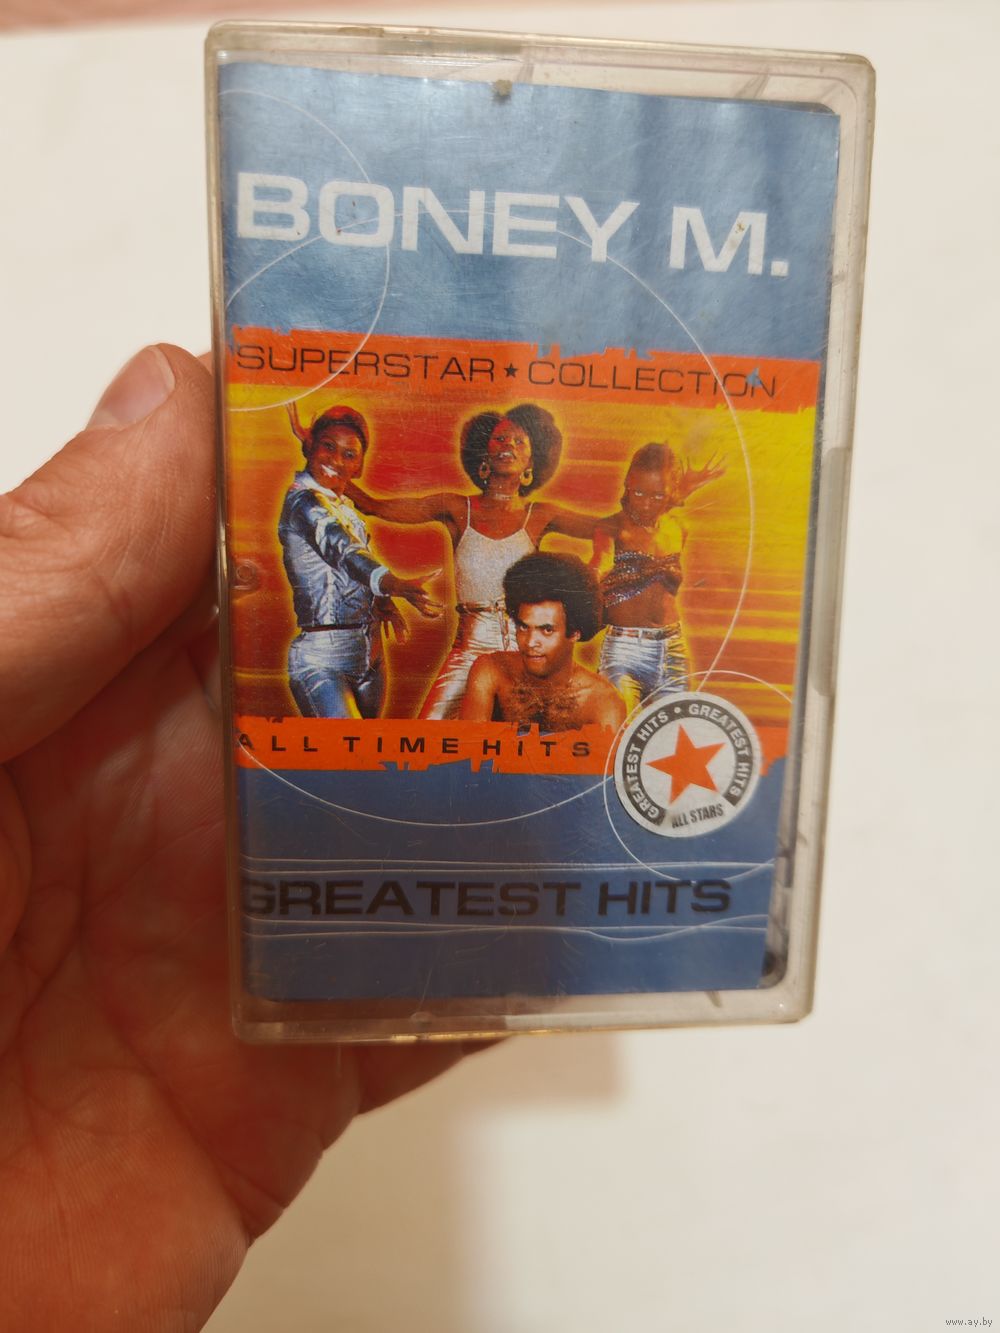 BONEY M.
SUPERSTAR ★ COLLECTION
ALL TIME HITS
GREATEST HITS • GREATEST HITS
ALL STARS
GREATEST HITS
www.ay.by